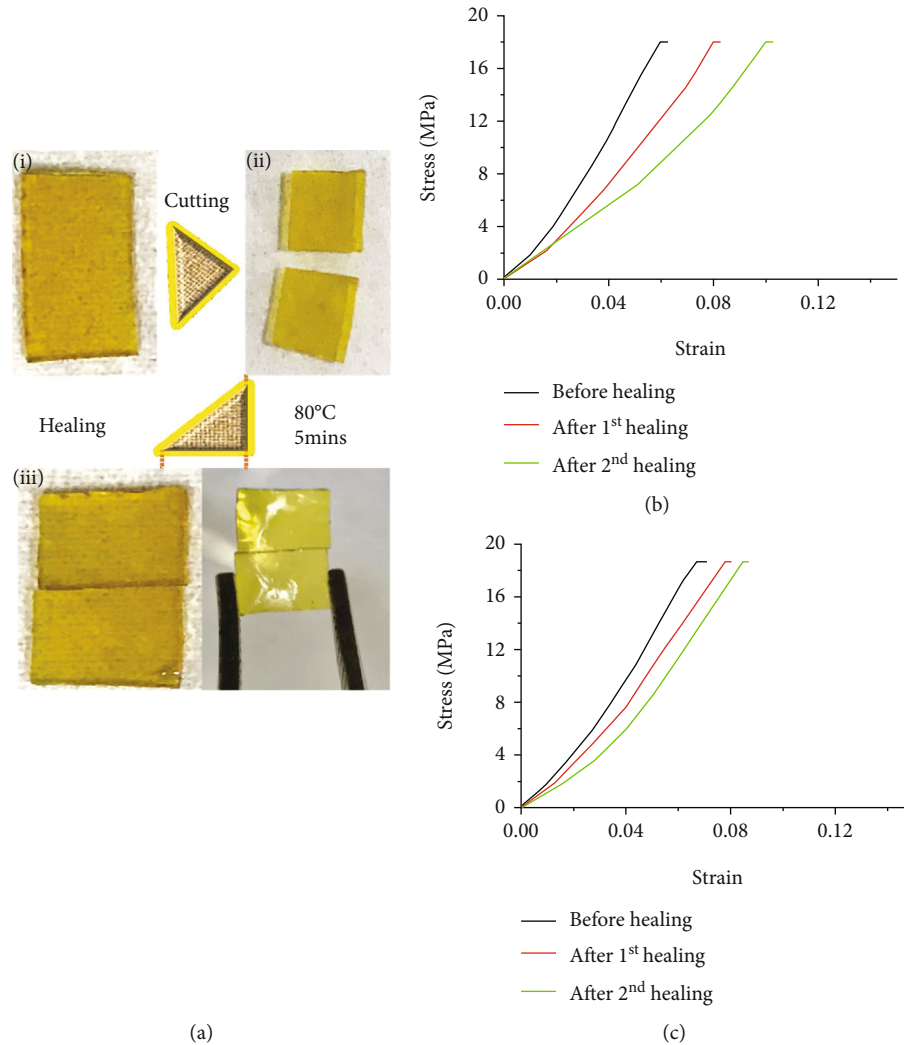 (i)
Cutting
(ii)
Healing
80°C
5mins
(iii)
(a)
20
16
12
8
4
0
0.00
0.04
0.08
0.12
Stress (MPa)
Strain
Before healing
After 1st healing
After 2nd healing
(b)
20
16
12
8
4
0
0.00
0.04
0.08
0.12
Stress (MPa)
Strain
Before healing
After 1st healing
After 2nd healing
(c)